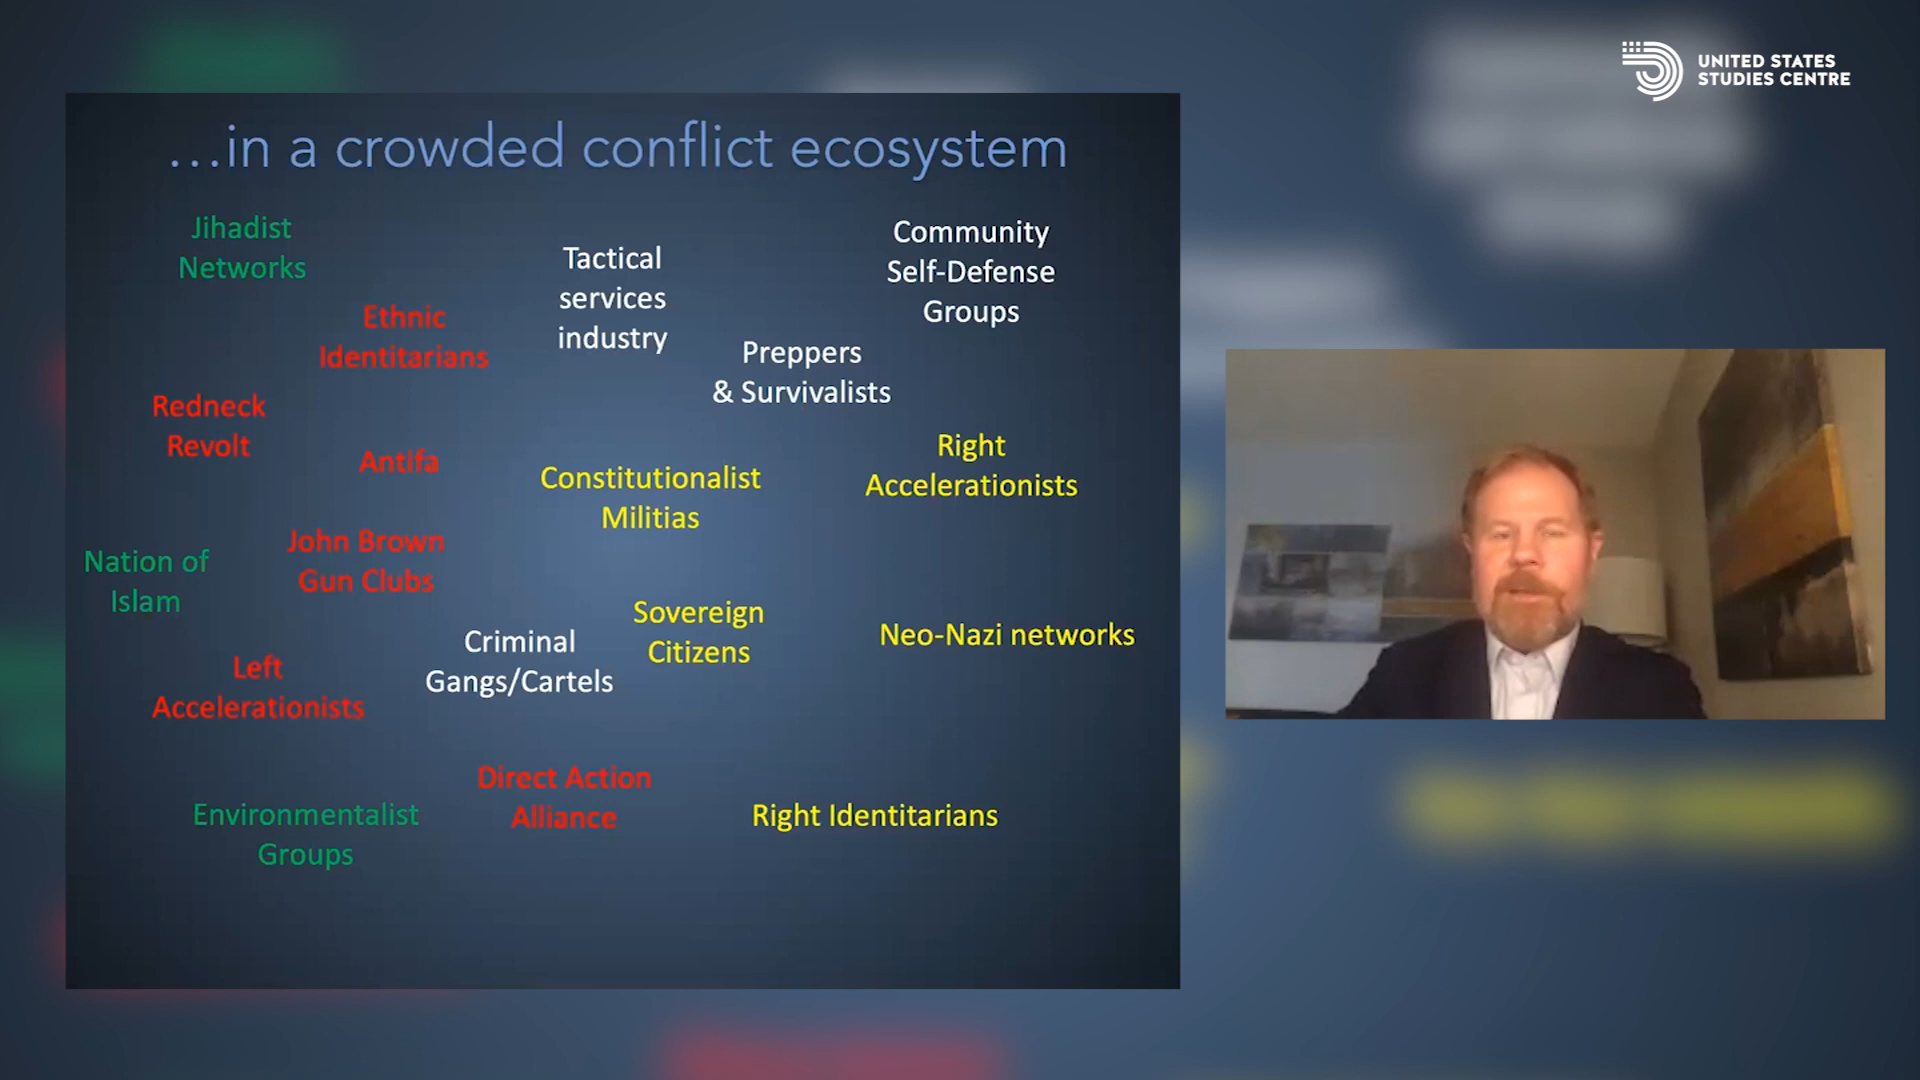 UNITED STATES
STUDIES CENTRE
...in a crowded conflict ecosystem
Jihadist
Networks
Tactical
services
industry
Community
Self-Defense
Groups
Ethnic
Identitarians
Preppers
& Survivalists
Redneck
Revolt
Antifa
Constitutionalist
Militias
Right
Accelerationists
Nation of
Islam
John Brown
Gun Clubs
Criminal
Gangs/Cartels
Sovereign
Citizens
Neo-Nazi networks
Left
Accelerationists
Environmentalist
Groups
Direct Action
Alliance
Right Identitarians